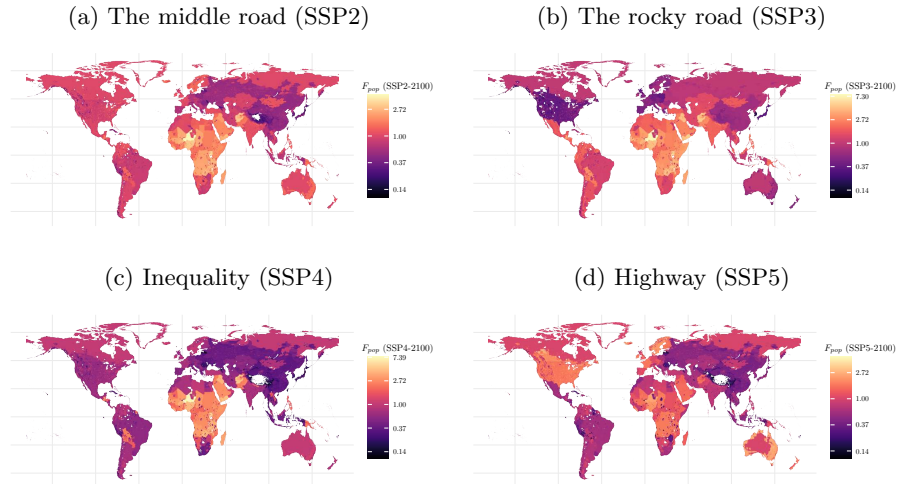 (a) The middle road (SSP2)
F_pop (SSP2-2100)
2.72
1.00
0.37
0.14
(b) The rocky road (SSP3)
F_pop (SSP3-2100)
7.30
2.72
1.00
0.37
0.14
(c) Inequality (SSP4)
F_pop (SSP4-2100)
7.39
2.72
1.00
0.37
0.14
(d) Highway (SSP5)
F_pop (SSP5-2100)
2.72
1.00
0.37
0.14